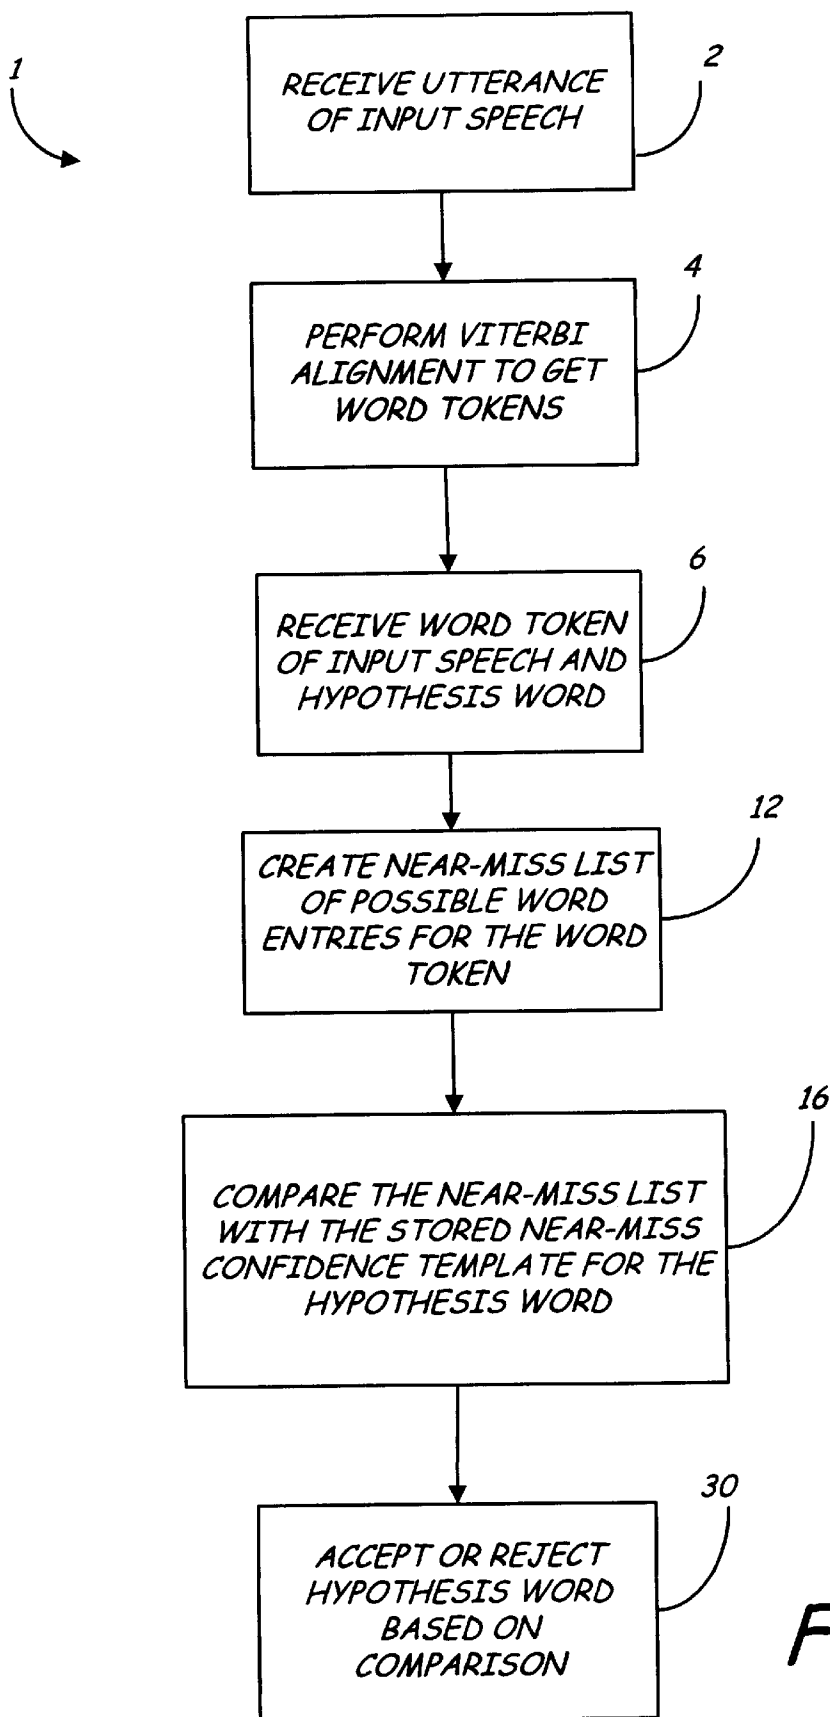 1
2
RECEIVE UTTERANCE
OF INPUT SPEECH
4
PERFORM VITERBI
ALIGNMENT TO GET
WORD TOKENS
6
RECEIVE WORD TOKEN
OF INPUT SPEECH AND
HYPOTHESIS WORD
12
CREATE NEAR-MISS LIST
OF POSSIBLE WORD
ENTRIES FOR THE WORD
TOKEN
16
COMPARE THE NEAR-MISS LIST
WITH THE STORED NEAR-MISS
CONFIDENCE TEMPLATE FOR THE
HYPOTHESIS WORD
30
ACCEPT OR REJECT
HYPOTHESIS WORD
BASED ON
COMPARISON